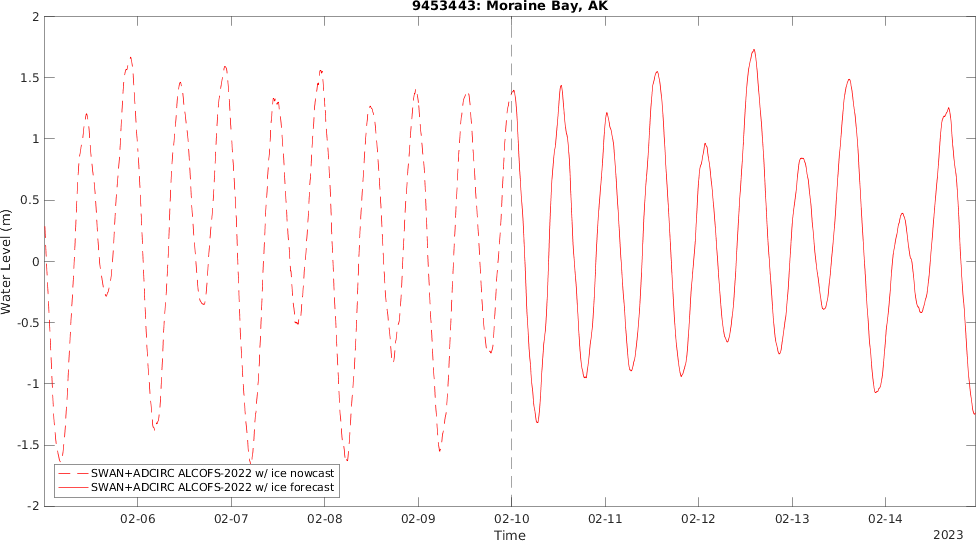 9453443: Moraine Bay, AK
2
1.5
1
0.5
0
-0.5
-1
-1.5
-2
Water Level (m)
SWAN+ADCIRC ALCOFS-2022 w/ ice nowcast
SWAN+ADCIRC ALCOFS-2022 w/ ice forecast
02-06 02-07 02-08 02-09 02-10 02-11 02-12 02-13 02-14
Time
2023